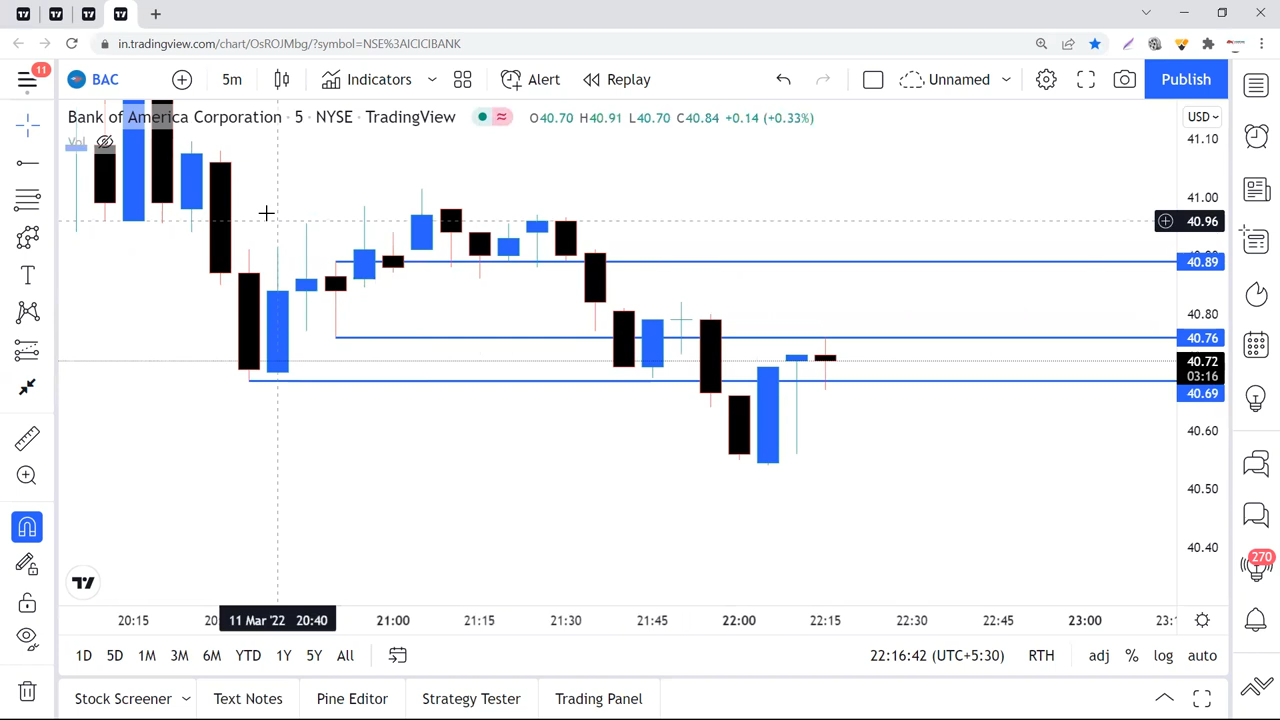 in.tradingview.com/chart/OsROJMbg/?symbol=NSE%3AICICIBANK
11
BAC
5m
Indicators
Alert
Replay
Unnamed
Publish
Bank of America Corporation · 5 · NYSE · TradingView
O40.70 H40.91 L40.70 C40.84 +0.14 (+0.33%)
USD
Vol
41.10
41.00
40.96
40.89
40.80
40.76
40.72
03:16
40.69
40.60
40.50
40.40
270
20:15
11 Mar '22 20:40
21:00
21:15
21:30
21:45
22:00
22:15
22:30
22:45
23:00
1D 5D 1M 3M 6M YTD 1Y 5Y All
22:16:42 (UTC+5:30)
RTH
adj % log auto
Stock Screener
Text Notes
Pine Editor
Strategy Tester
Trading Panel